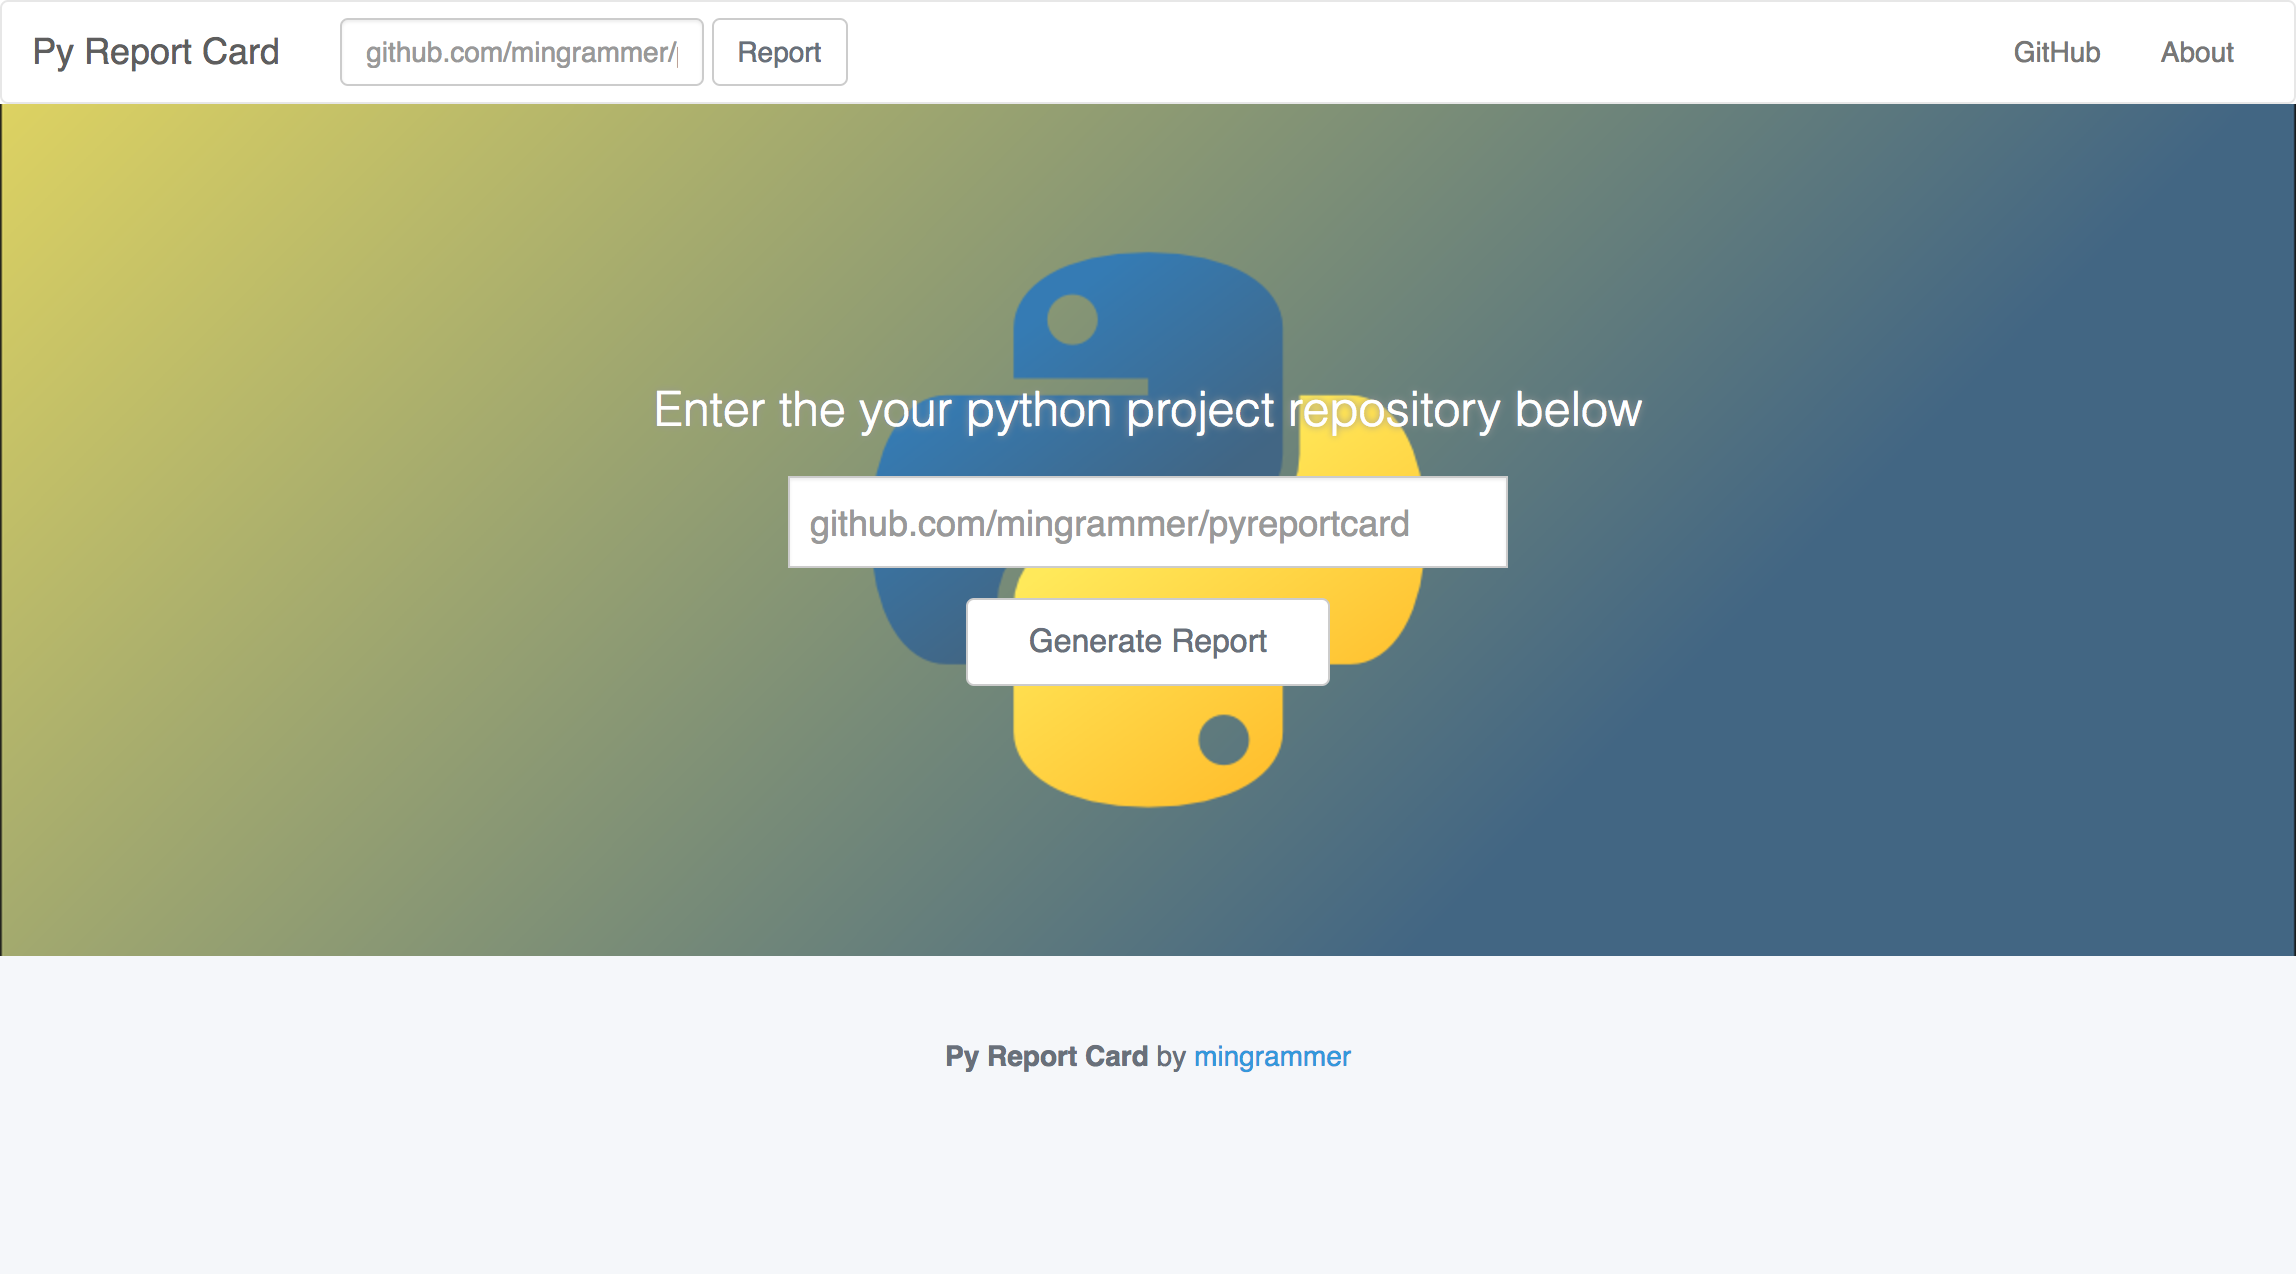 Py Report Card github.com/mingrammer/ Report GitHub About
Enter the your python project repository below
github.com/mingrammer/pyreportcard
Generate Report
Py Report Card by mingrammer